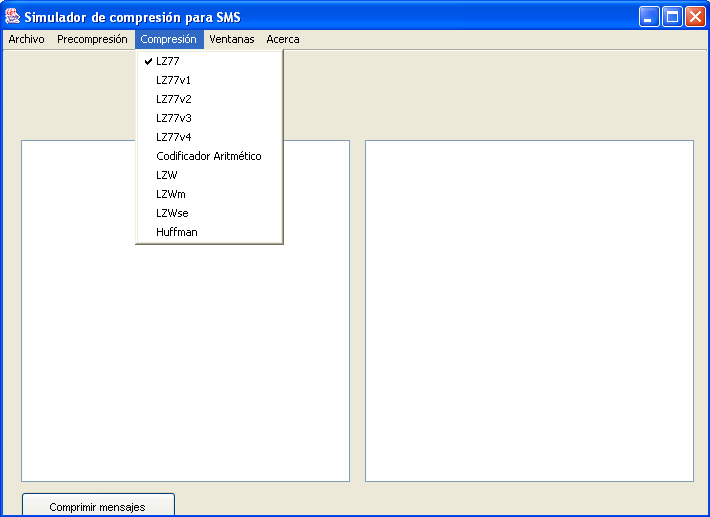 Simulador de compresión para SMS
Archivo Precompresión Compresión Ventanas Acerca
LZ77
LZ77v1
LZ77v2
LZ77v3
LZ77v4
Codificador Aritmético
LZW
LZWm
LZWse
Huffman
Comprimir mensajes